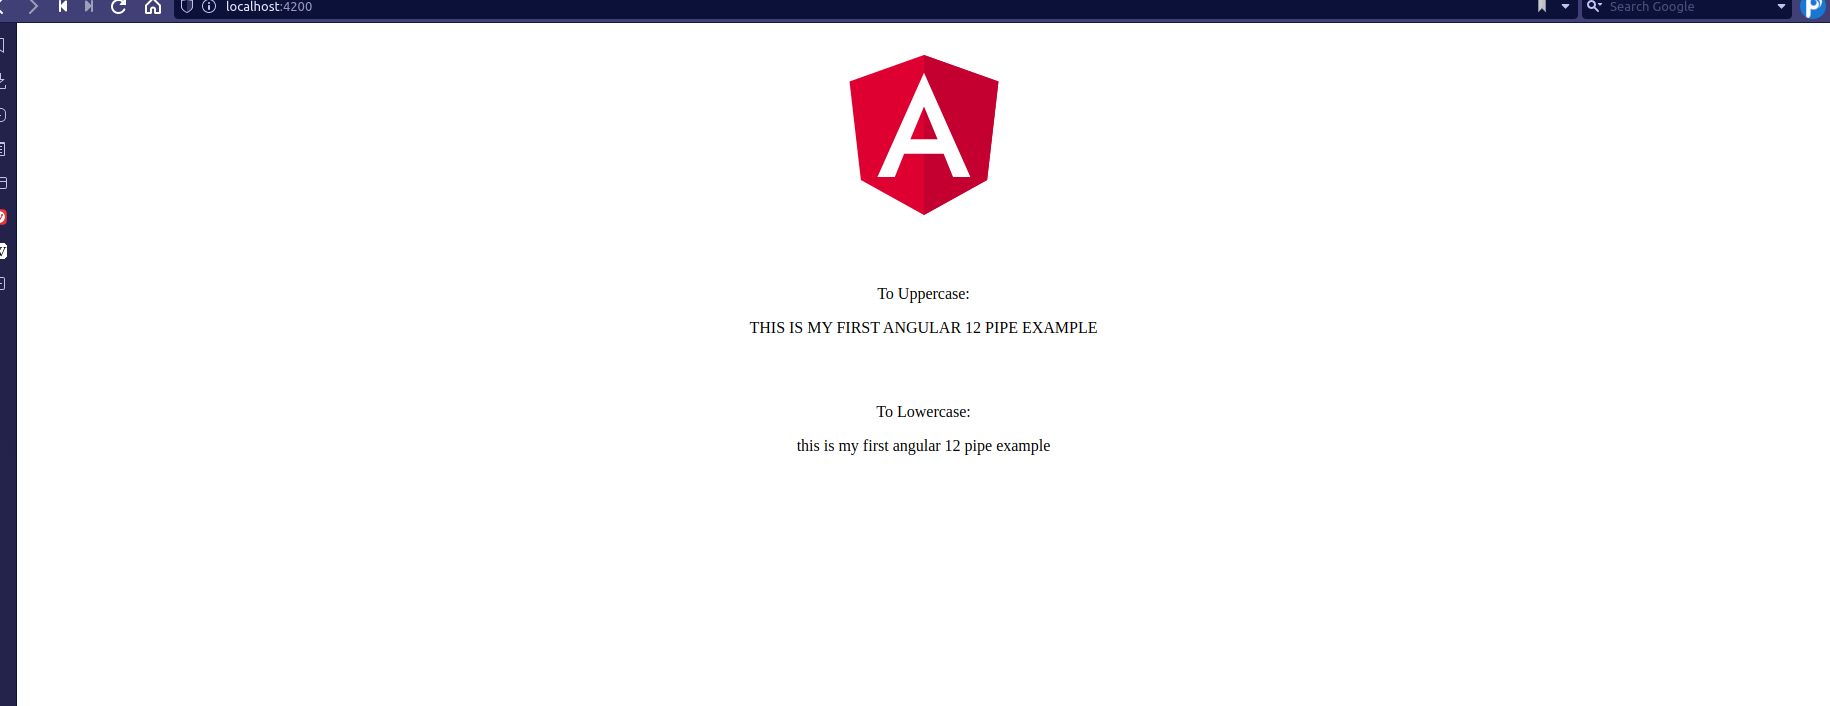 localhost:4200
Search Google
A
To Uppercase:
THIS IS MY FIRST ANGULAR 12 PIPE EXAMPLE
To Lowercase:
this is my first angular 12 pipe example